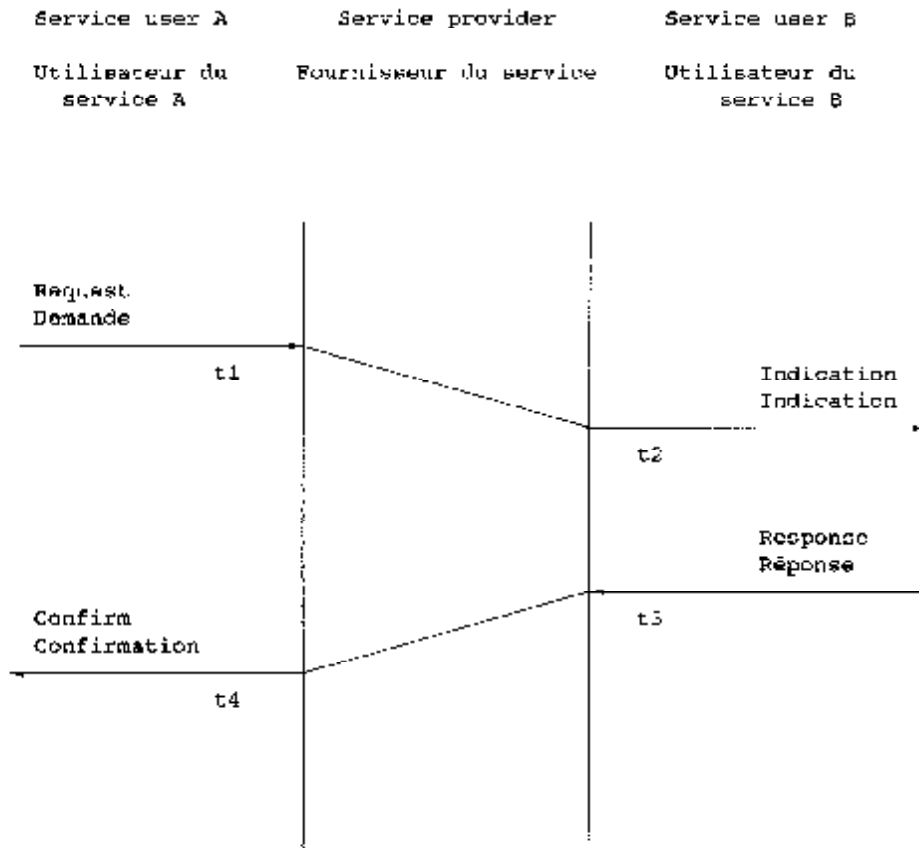 Service user A
Service provider
Service user B
Utilisateur du
service A
Fournisseur du service
Utilisateur du
service B
Request
Demande
t1
Indication
Indication
t2
Response
Réponse
t3
Confirm
Confirmation
t4